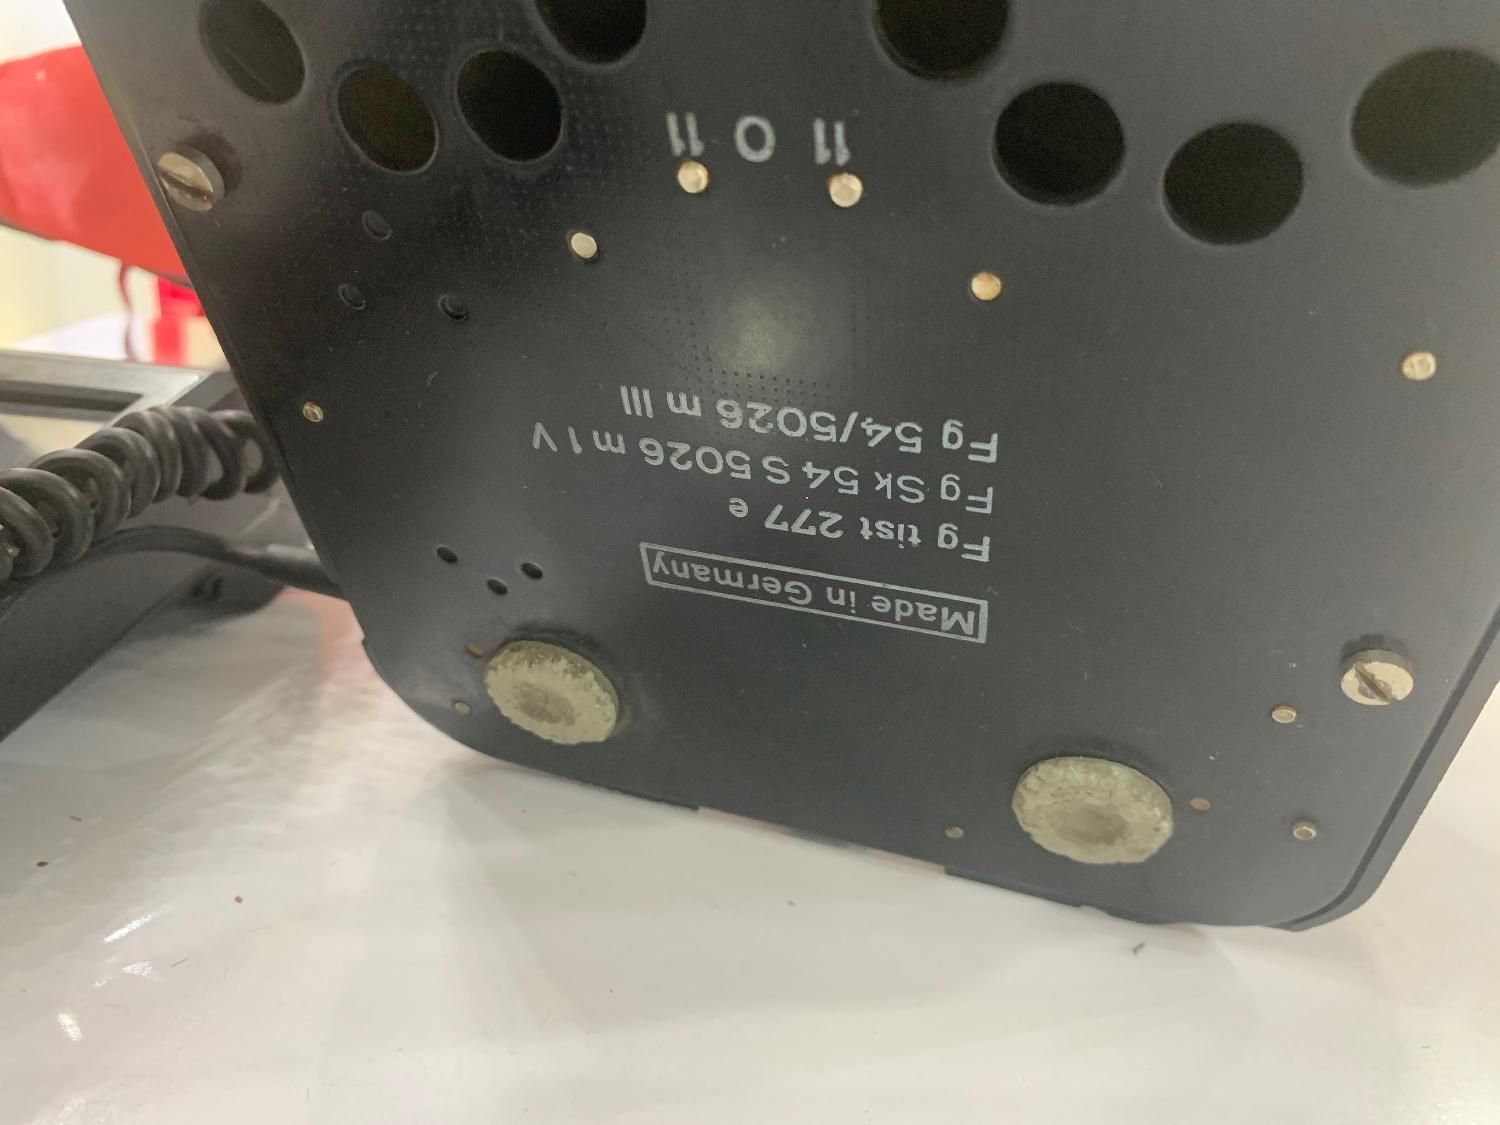 Made in Germany
Fg tist 277 e
Fg Sk 54 S 5026 m 1 V
Fg 54/5026 m III
11 0 11